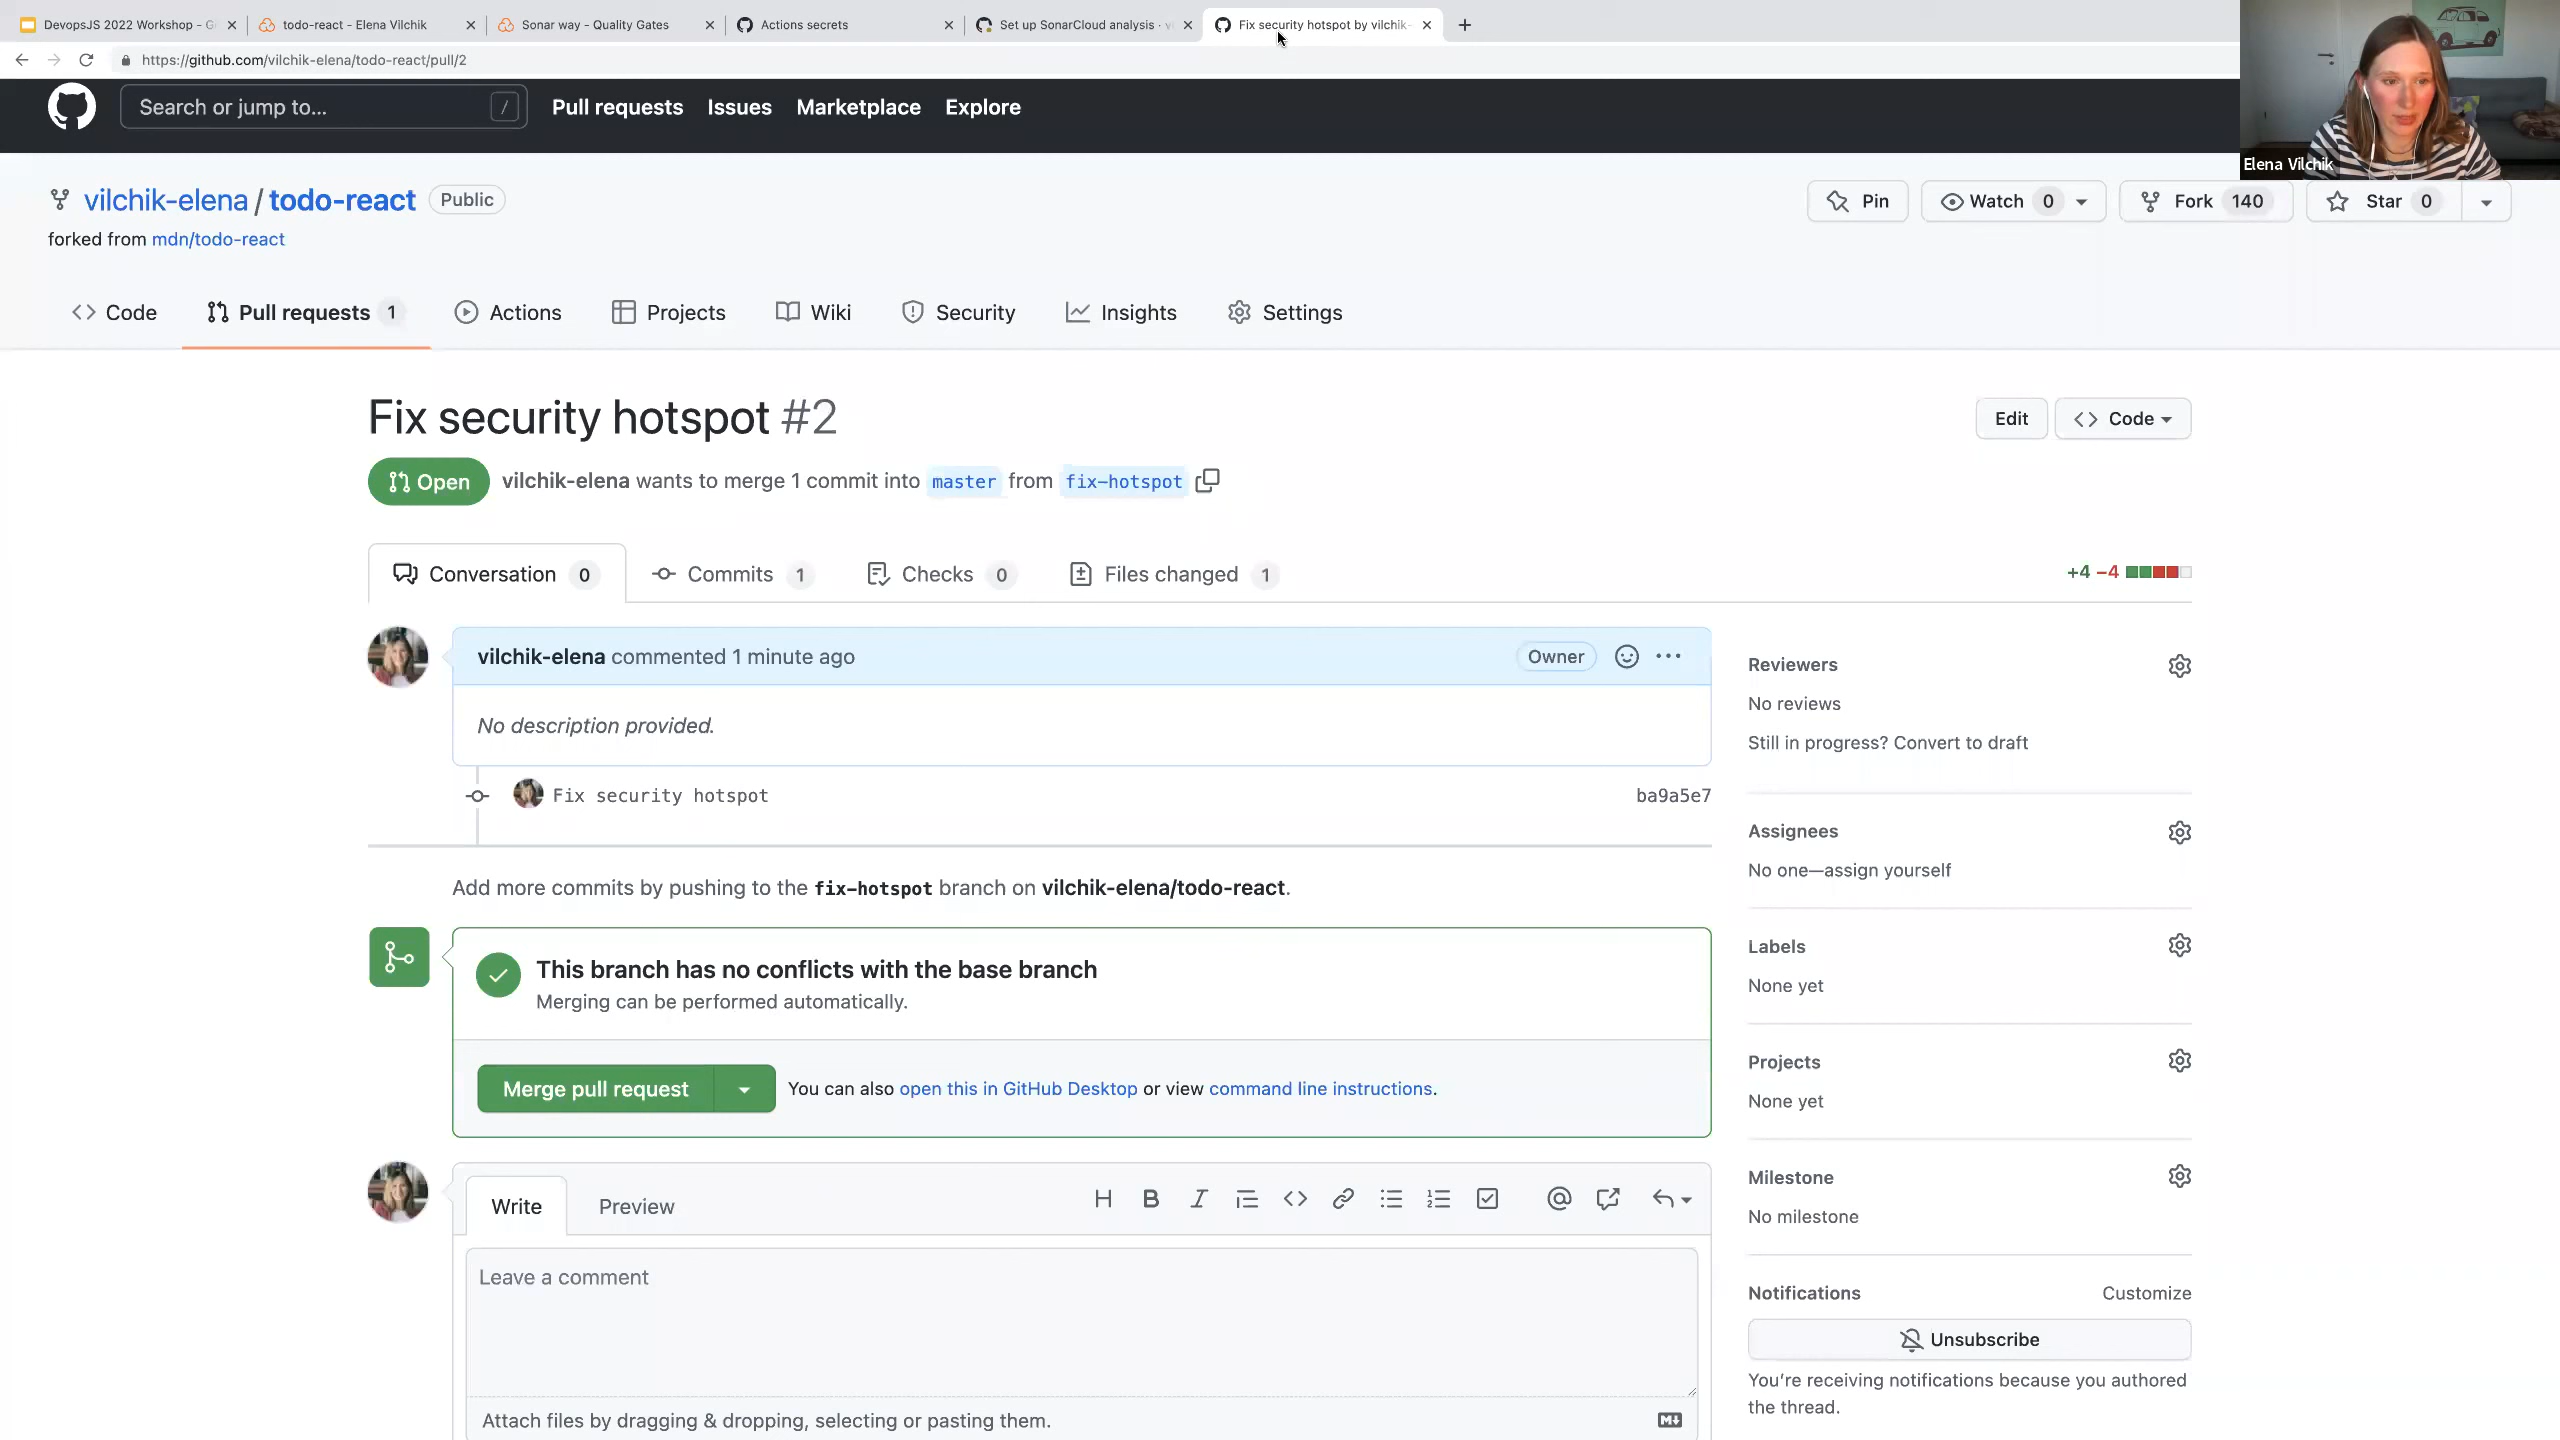 DevopsJS 2022 Workshop - G
todo-react - Elena Vilchik
Sonar way - Quality Gates
Actions secrets
Set up SonarCloud analysis · v
Fix security hotspot by vilchik-
https://github.com/vilchik-elena/todo-react/pull/2
Search or jump to... /
Pull requests Issues Marketplace Explore
Elena Vilchik
vilchik-elena / todo-react Public
Pin Watch 0 Fork 140 Star 0
forked from mdn/todo-react
Code Pull requests 1 Actions Projects Wiki Security Insights Settings
Fix security hotspot #2
Edit <> Code
Open vilchik-elena wants to merge 1 commit into master from fix-hotspot
Conversation 0 Commits 1 Checks 0 Files changed 1
+4 −4
vilchik-elena commented 1 minute ago Owner ...
No description provided.
Fix security hotspot ba9a5e7
Add more commits by pushing to the fix-hotspot branch on vilchik-elena/todo-react.
This branch has no conflicts with the base branch
Merging can be performed automatically.
Merge pull request You can also open this in GitHub Desktop or view command line instructions.
Write Preview
H B I
Leave a comment
Attach files by dragging & dropping, selecting or pasting them.
Reviewers
No reviews
Still in progress? Convert to draft
Assignees
No one—assign yourself
Labels
None yet
Projects
None yet
Milestone
No milestone
Notifications Customize
Unsubscribe
You're receiving notifications because you authored
the thread.